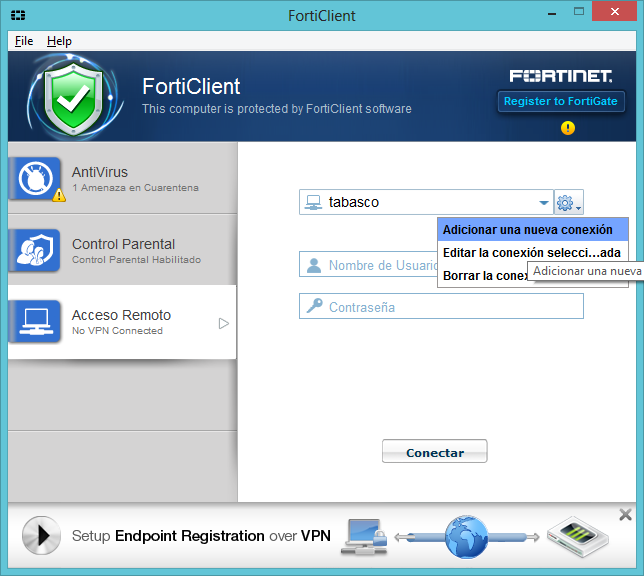 FortiClient
File Help
FortiClient
This computer is protected by FortiClient software
FORTINET.
Register to FortiGate
AntiVirus
1 Amenaza en Cuarentena
Control Parental
Control Parental Habilitado
Acceso Remoto
No VPN Connected
tabasco
Adicionar una nueva conexión
Editar la conexión selecci...ada
Borrar la conex
Adicionar una nueva
Nombre de Usuario
Contraseña
Conectar
Setup Endpoint Registration over VPN